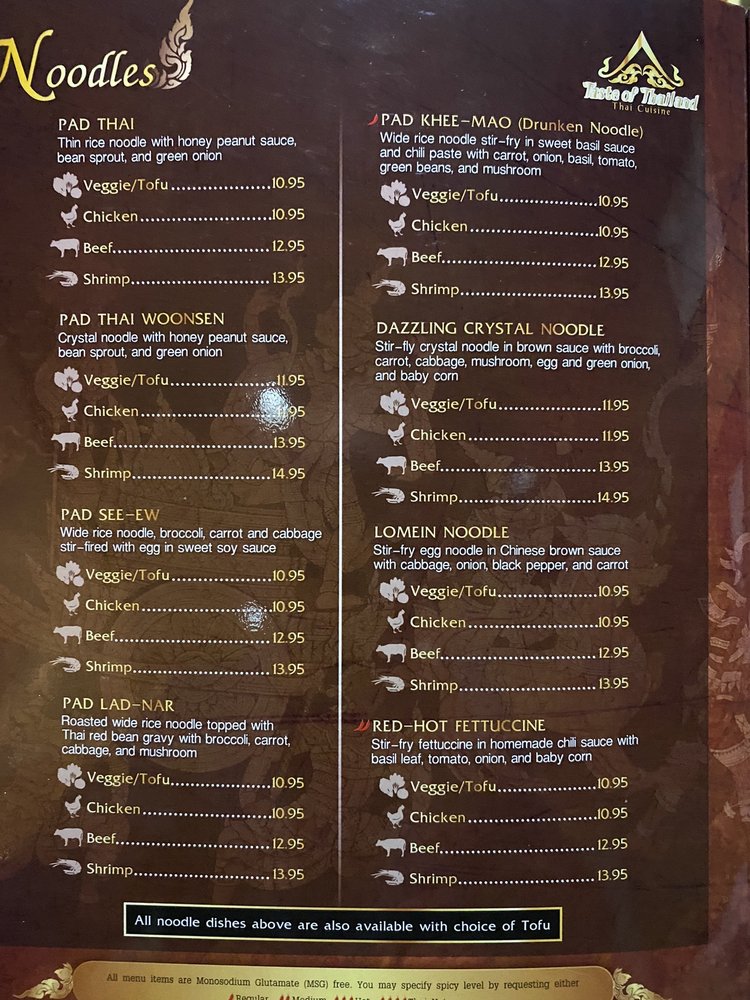 Noodles
Taste of Thailand
Thai Cuisine
PAD THAI
Thin rice noodle with honey peanut sauce,
bean sprout, and green onion
Veggie/Tofu......................10.95
Chicken............................10.95
Beef.................................12.95
Shrimp..............................13.95
PAD THAI WOONSEN
Crystal noodle with honey peanut sauce,
bean sprout, and green onion
Veggie/Tofu.......................11.95
Chicken............................11.95
Beef.................................13.95
Shrimp..............................14.95
PAD SEE-EW
Wide rice noodle, broccoli, carrot and cabbage
stir-fired with egg in sweet soy sauce
Veggie/Tofu......................10.95
Chicken............................10.95
Beef.................................12.95
Shrimp..............................13.95
PAD LAD-NAR
Roasted wide rice noodle topped with
Thai red bean gravy with broccoli, carrot,
cabbage, and mushroom
Veggie/Tofu......................10.95
Chicken............................10.95
Beef.................................12.95
Shrimp..............................13.95
PAD KHEE-MAO (Drunken Noodle)
Wide rice noodle stir-fry in sweet basil sauce
and chili paste with carrot, onion, basil, tomato,
green beans, and mushroom
Veggie/Tofu......................10.95
Chicken............................10.95
Beef.................................12.95
Shrimp..............................13.95
DAZZLING CRYSTAL NOODLE
Stir-fly crystal noodle in brown sauce with broccoli,
carrot, cabbage, mushroom, egg and green onion,
and baby corn
Veggie/Tofu.......................11.95
Chicken............................ 11.95
Beef.................................13.95
Shrimp..............................14.95
LOMEIN NOODLE
Stir-fry egg noodle in Chinese brown sauce
with cabbage, onion, black pepper, and carrot
Veggie/Tofu......................10.95
Chicken............................10.95
Beef.................................12.95
Shrimp..............................13.95
RED-HOT FETTUCCINE
Stir-fry fettuccine in homemade chili sauce with
basil leaf, tomato, onion, and baby corn
Veggie/Tofu......................10.95
Chicken............................10.95
Beef.................................12.95
Shrimp..............................13.95
All noodle dishes above are also available with choice of Tofu
All menu items are Monosodium Glutamate (MSG) free. You may specify spicy level by requesting either
Regular Medium Hot